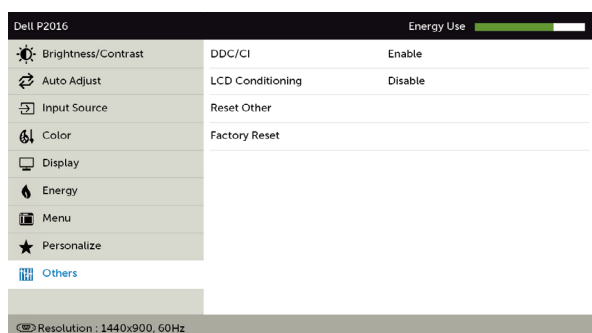 Dell P2016 Energy Use
Brightness/Contrast DDC/CI Enable
Auto Adjust LCD Conditioning Disable
Input Source Reset Other
Color Factory Reset
Display
Energy
Menu
Personalize
Others
Resolution : 1440x900, 60Hz